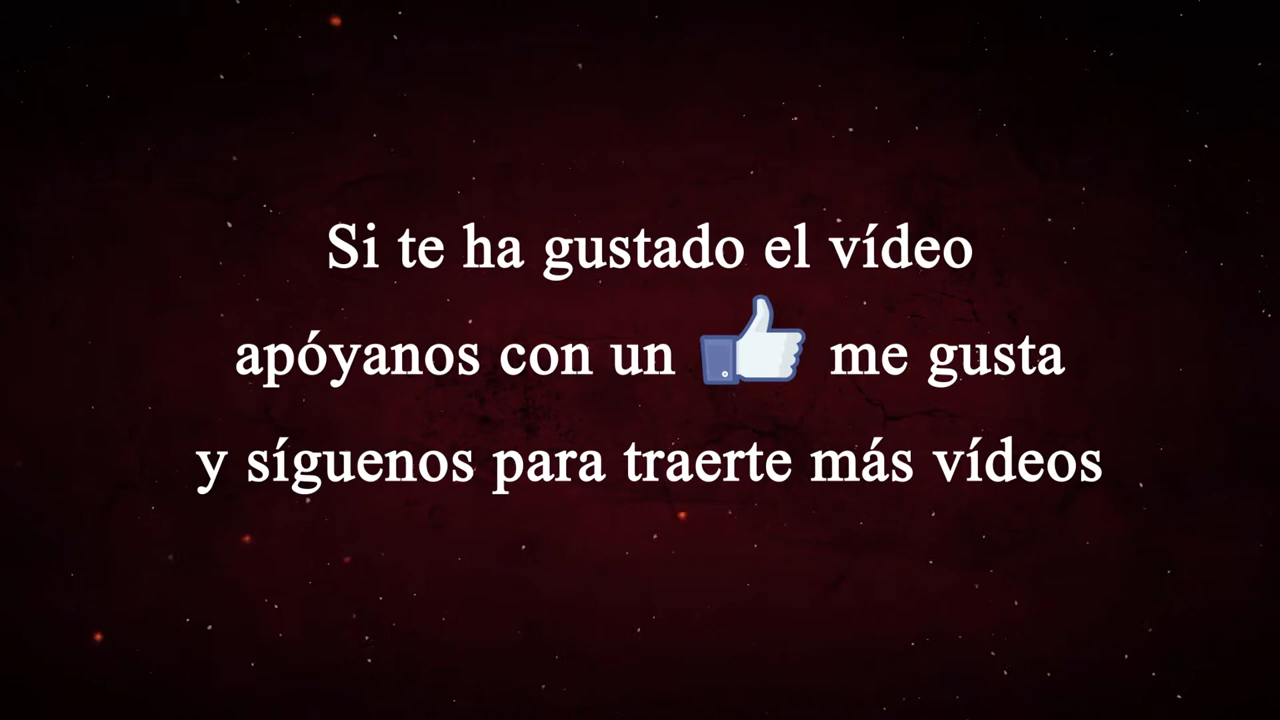 Si te ha gustado el vídeo
apóyanos con un me gusta
y síguenos para traerte más vídeos